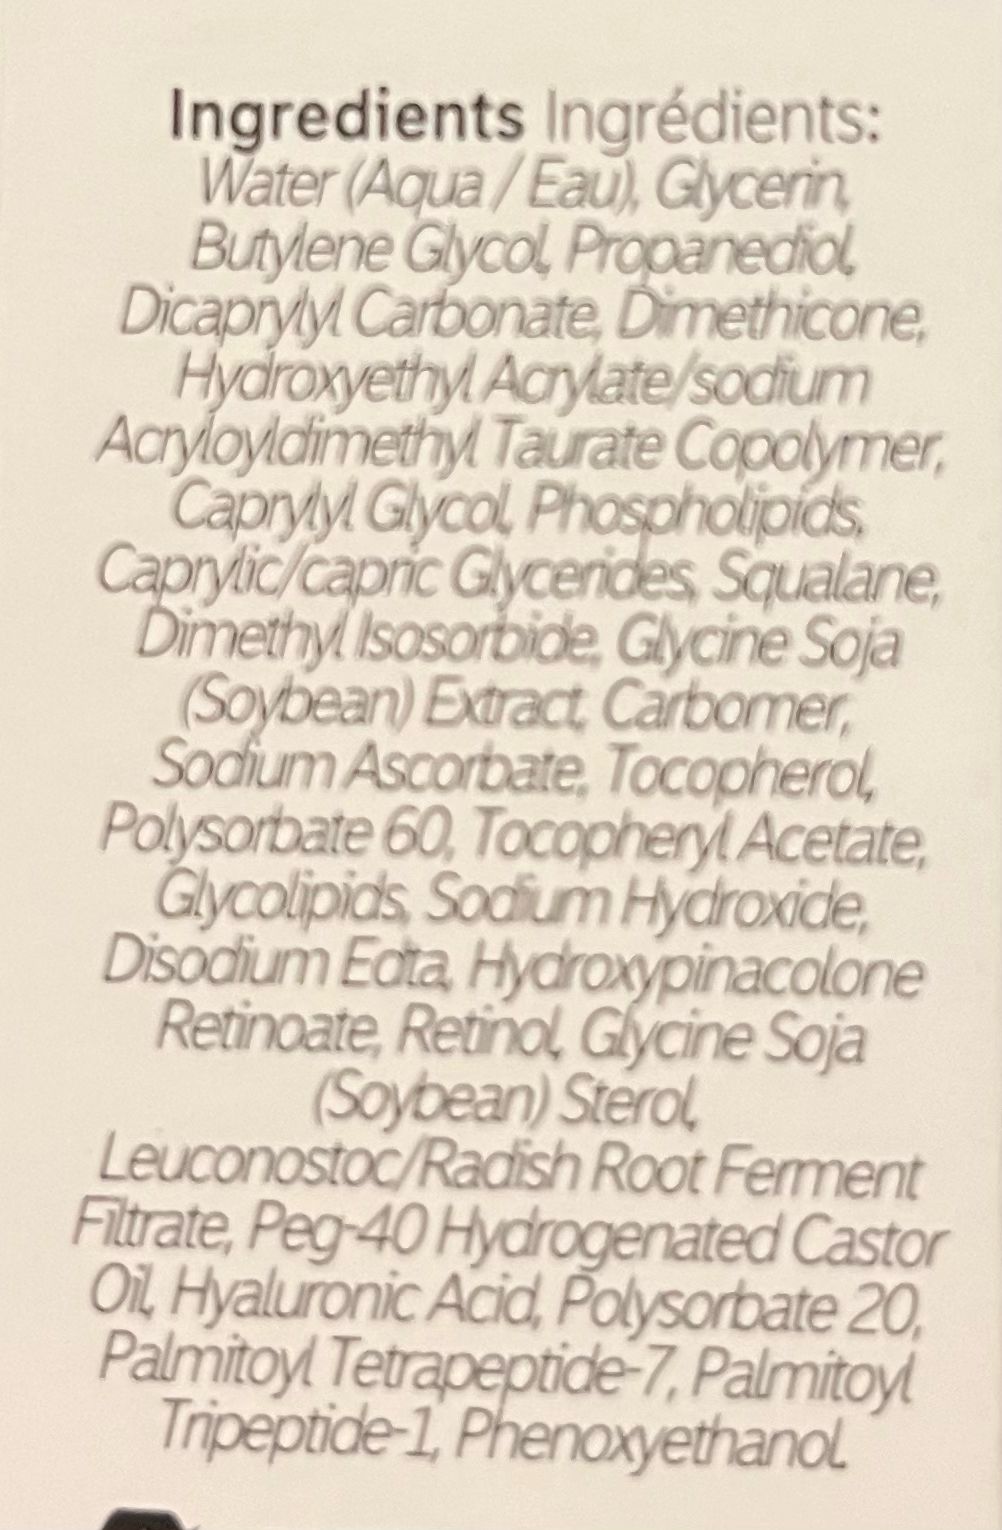 Ingredients Ingrédients:
Water (Aqua / Eau), Glycerin,
Butylene Glycol, Propanediol,
Dicaprylyl Carbonate, Dimethicone,
Hydroxyethyl Acrylate/sodium
Acryloyldimethyl Taurate Copolymer,
Caprylyl Glycol, Phospholipids,
Caprylic/capric Glycerides, Squalane,
Dimethyl Isosorbide, Glycine Soja
(Soybean) Extract, Carbomer,
Sodium Ascorbate, Tocopherol,
Polysorbate 60, Tocopheryl Acetate,
Glycolipids, Sodium Hydroxide,
Disodium Edta, Hydroxypinacolone
Retinoate, Retinol, Glycine Soja
(Soybean) Sterol,
Leuconostoc/Radish Root Ferment
Filtrate, Peg-40 Hydrogenated Castor
Oil, Hyaluronic Acid, Polysorbate 20,
Palmitoyl Tetrapeptide-7, Palmitoyl
Tripeptide-1, Phenoxyethanol.